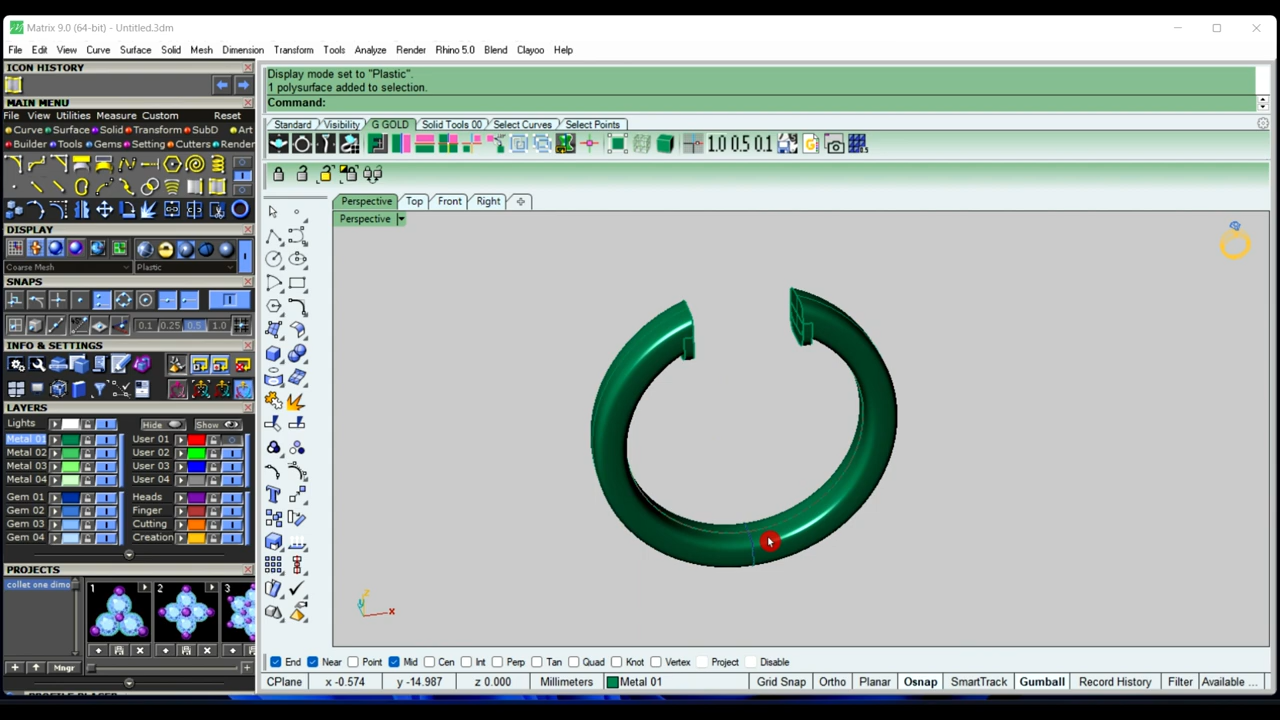 Matrix 9.0 (64-bit) - Untitled.3dm
File Edit View Curve Surface Solid Mesh Dimension Transform Tools Analyze Render Rhino 5.0 Blend Clayoo Help
ICON HISTORY
MAIN MENU
File View Utilities Measure Custom Reset
Curve Surface Solid Transform SubD Art
Builder Tools Gems Setting Cutters Render
DISPLAY
Coarse Mesh Plastic
SNAPS
0.1 0.25 0.5 1.0
INFO & SETTINGS
LAYERS
Lights Hide Show
Metal 01 User 01
Metal 02 User 02
Metal 03 User 03
Metal 04 User 04
Gem 01 Heads
Gem 02 Finger
Gem 03 Cutting
Gem 04 Creation
PROJECTS
collet one dimo
1 2 3
Mngr
Display mode set to "Plastic".
1 polysurface added to selection.
Command:
Standard Visibility G GOLD Solid Tools 00 Select Curves Select Points
1.0 0.5 0.1
Perspective Top Front Right
Perspective
z
x
End Near Point Mid Cen Int Perp Tan Quad Knot Vertex Project Disable
CPlane x -0.574 y -14.987 z 0.000 Millimeters Metal 01 Grid Snap Ortho Planar Osnap SmartTrack Gumball Record History Filter Available ...